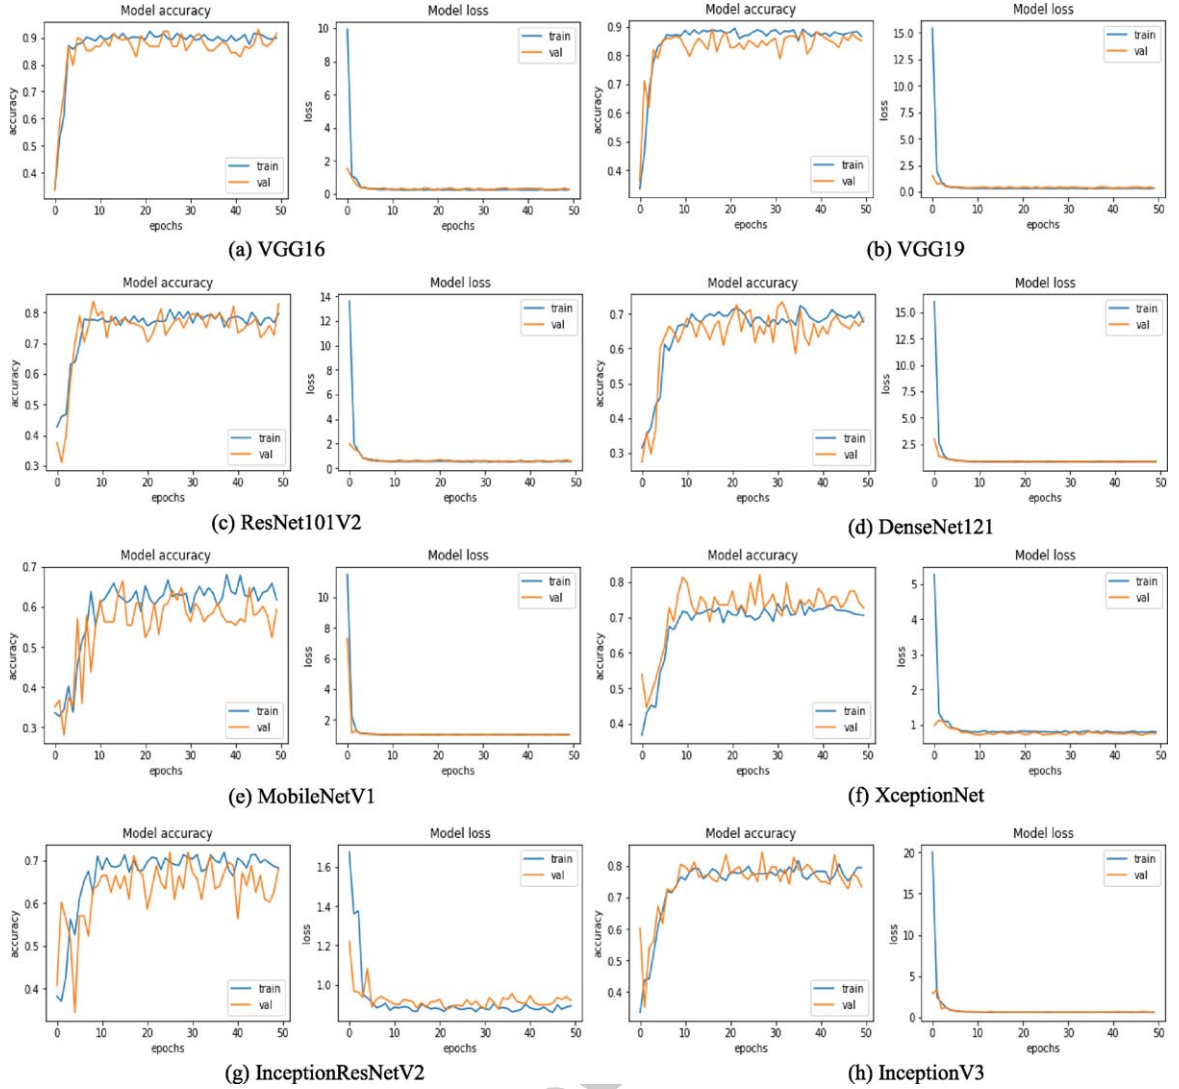 Model accuracy
accuracy
0.9
0.8
0.7
0.6
0.5
0.4
0 10 20 30 40 50
epochs
train
val
Model loss
loss
10
8
6
4
2
0
0 10 20 30 40 50
epochs
train
val
(a) VGG16
Model accuracy
accuracy
0.9
0.8
0.7
0.6
0.5
0.4
0 10 20 30 40 50
epochs
train
val
Model loss
loss
15.0
12.5
10.0
7.5
5.0
2.5
0.0
0 10 20 30 40 50
epochs
train
val
(b) VGG19
Model accuracy
accuracy
0.8
0.7
0.6
0.5
0.4
0.3
0 10 20 30 40 50
epochs
train
val
Model loss
loss
14
12
10
8
6
4
2
0
0 10 20 30 40 50
epochs
train
val
(c) ResNet101V2
Model accuracy
accuracy
0.7
0.6
0.5
0.4
0.3
0 10 20 30 40 50
epochs
train
val
Model loss
loss
15.0
12.5
10.0
7.5
5.0
2.5
0 10 20 30 40 50
epochs
train
val
(d) DenseNet121
Model accuracy
accuracy
0.7
0.6
0.5
0.4
0.3
0 10 20 30 40 50
epochs
train
val
Model loss
loss
10
8
6
4
2
0 10 20 30 40 50
epochs
train
val
(e) MobileNetV1
Model accuracy
accuracy
0.8
0.7
0.6
0.5
0.4
0 10 20 30 40 50
epochs
train
val
Model loss
loss
5
4
3
2
1
0 10 20 30 40 50
epochs
train
val
(f) XceptionNet
Model accuracy
accuracy
0.7
0.6
0.5
0.4
0 10 20 30 40 50
epochs
train
val
Model loss
loss
1.6
1.4
1.2
1.0
0 10 20 30 40 50
epochs
train
val
(g) InceptionResNetV2
Model accuracy
accuracy
0.8
0.7
0.6
0.5
0.4
0 10 20 30 40 50
epochs
train
val
Model loss
loss
20
15
10
5
0
0 10 20 30 40 50
epochs
train
val
(h) InceptionV3